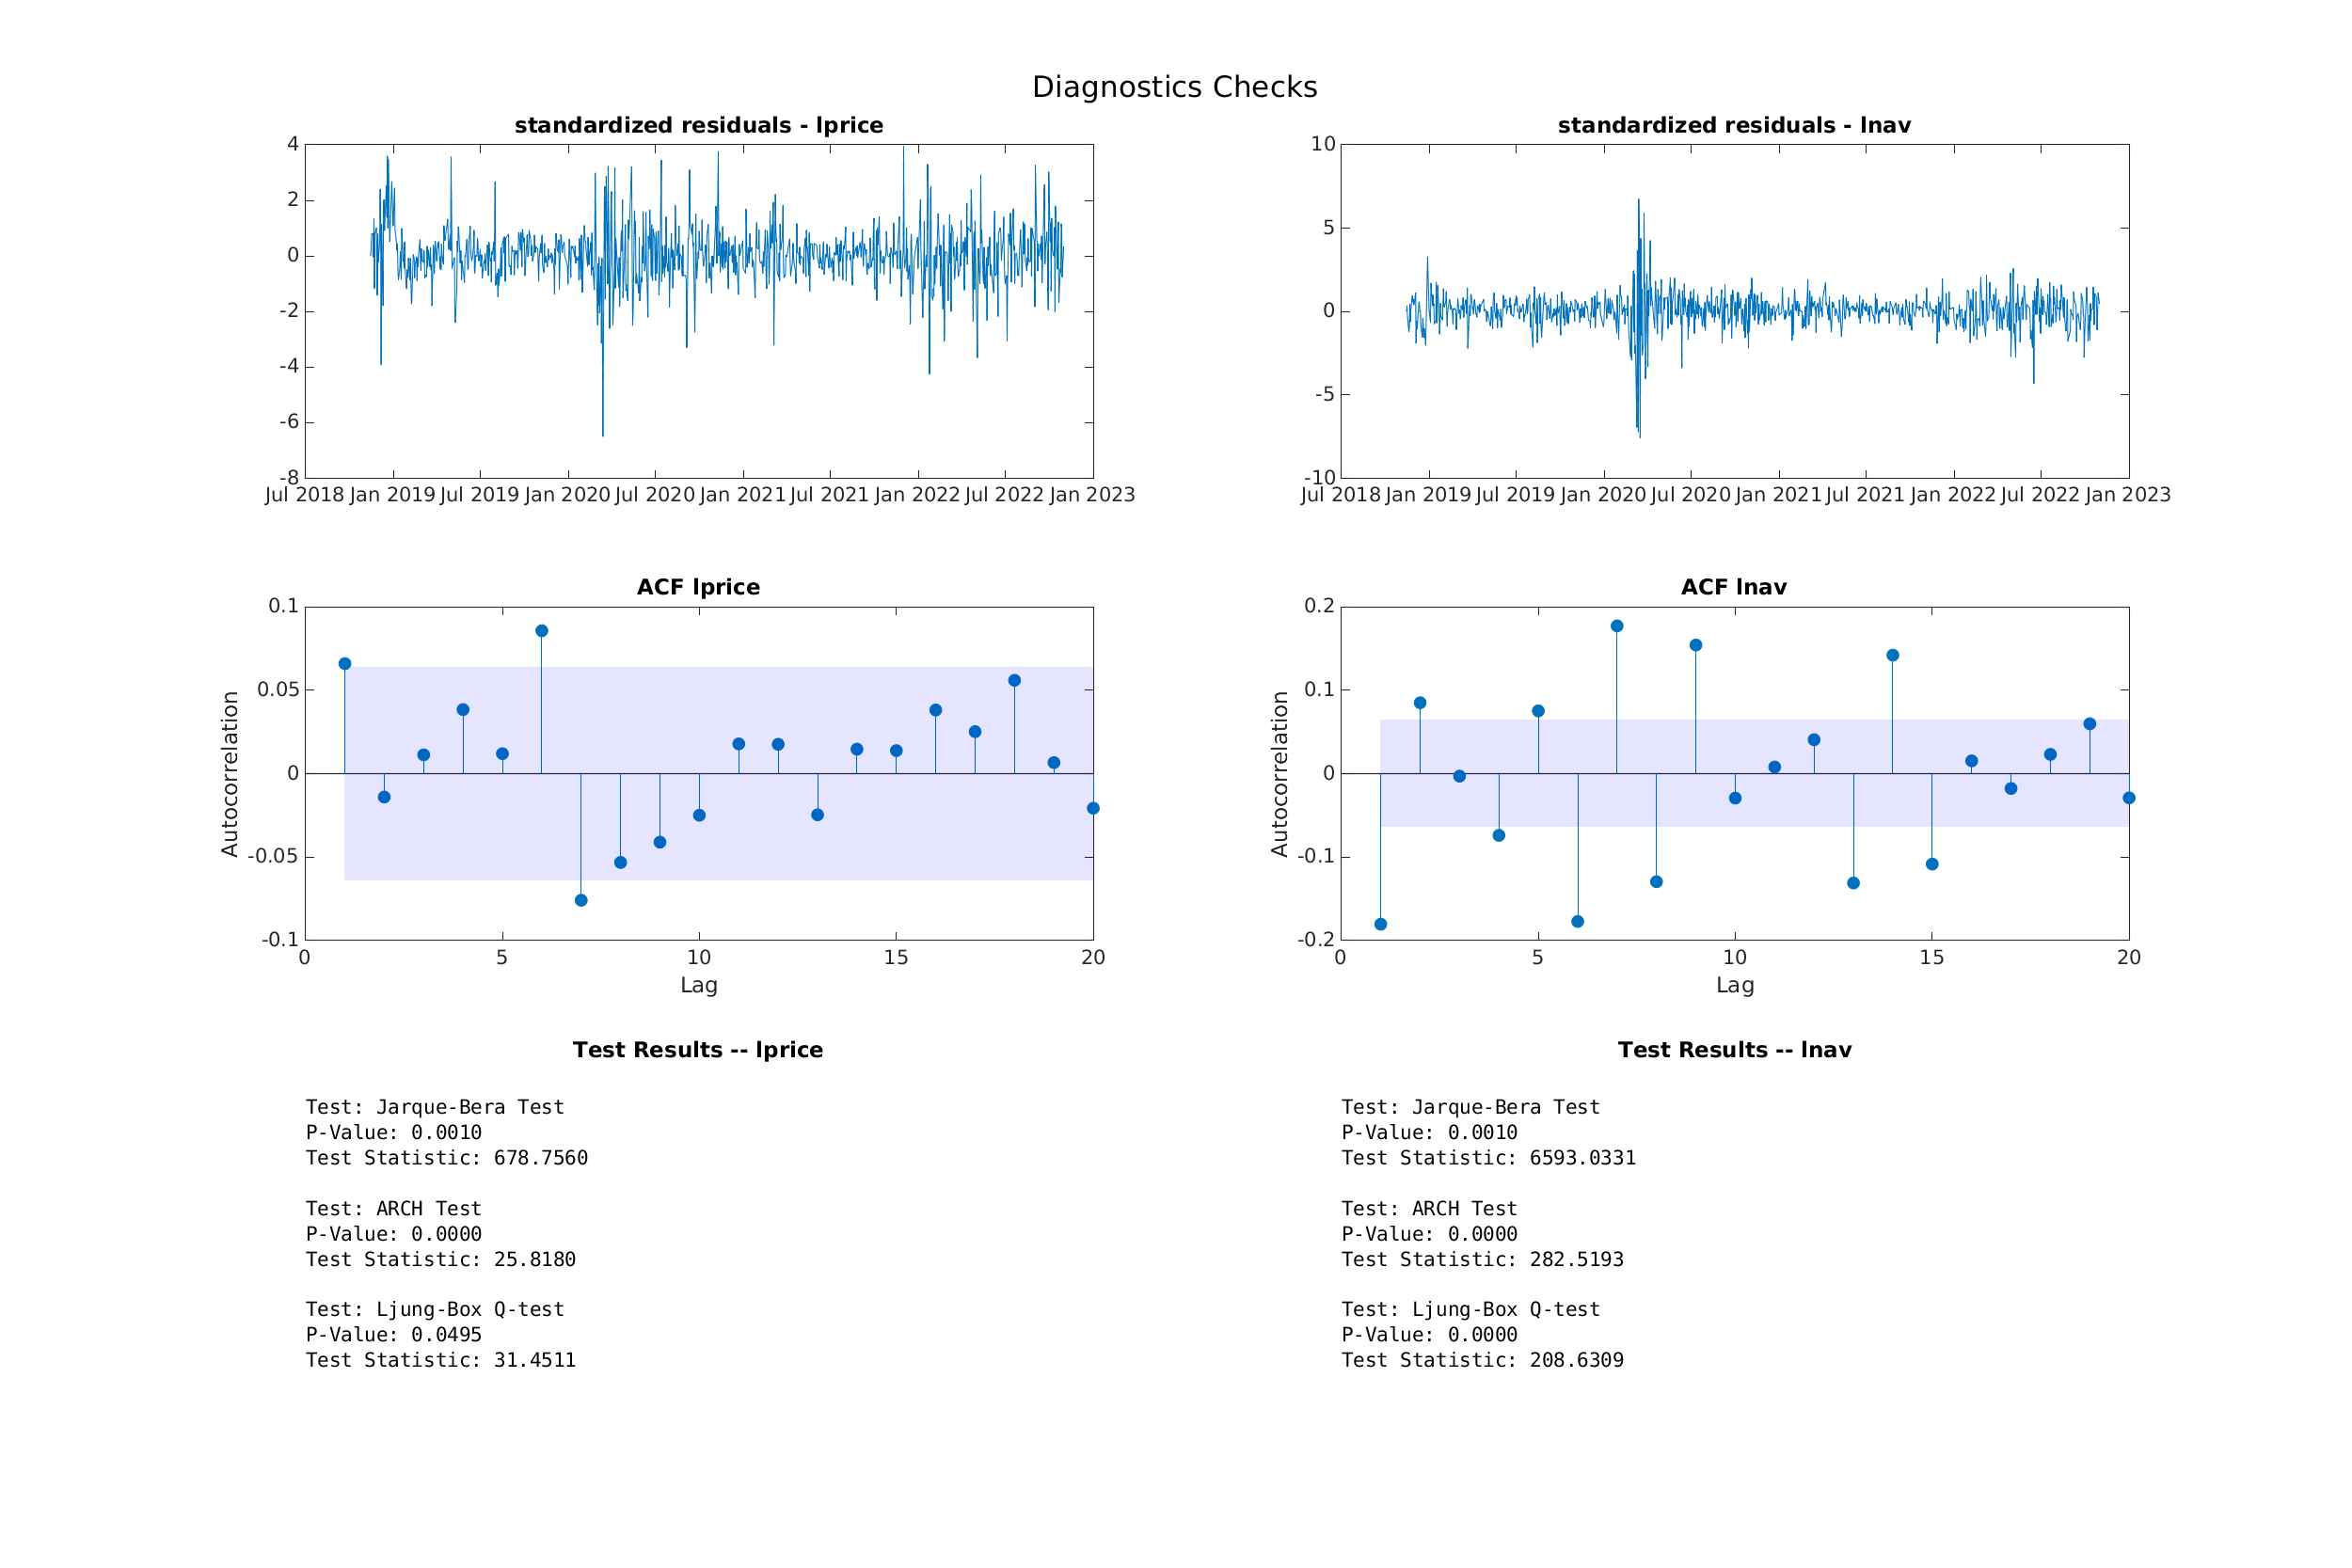 Diagnostics Checks
standardized residuals - lprice
4
2
0
-2
-4
-6
-8
Jul 2018 Jan 2019 Jul 2019 Jan 2020 Jul 2020 Jan 2021 Jul 2021 Jan 2022 Jul 2022 Jan 2023
standardized residuals - lnav
10
5
0
-5
-10
Jul 2018 Jan 2019 Jul 2019 Jan 2020 Jul 2020 Jan 2021 Jul 2021 Jan 2022 Jul 2022 Jan 2023
ACF lprice
Autocorrelation
0.1
0.05
0
-0.05
-0.1
0 5 10 15 20
Lag
ACF lnav
Autocorrelation
0.2
0.1
0
-0.1
-0.2
0 5 10 15 20
Lag
Test Results -- lprice
Test: Jarque-Bera Test
P-Value: 0.0010
Test Statistic: 678.7560
Test: ARCH Test
P-Value: 0.0000
Test Statistic: 25.8180
Test: Ljung-Box Q-test
P-Value: 0.0495
Test Statistic: 31.4511
Test Results -- lnav
Test: Jarque-Bera Test
P-Value: 0.0010
Test Statistic: 6593.0331
Test: ARCH Test
P-Value: 0.0000
Test Statistic: 282.5193
Test: Ljung-Box Q-test
P-Value: 0.0000
Test Statistic: 208.6309